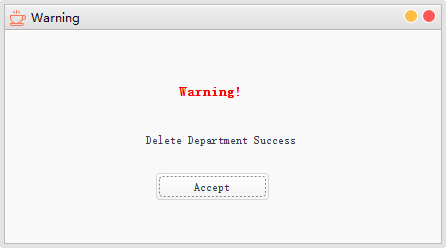 Warning
Warning!
Delete Department Success
Accept